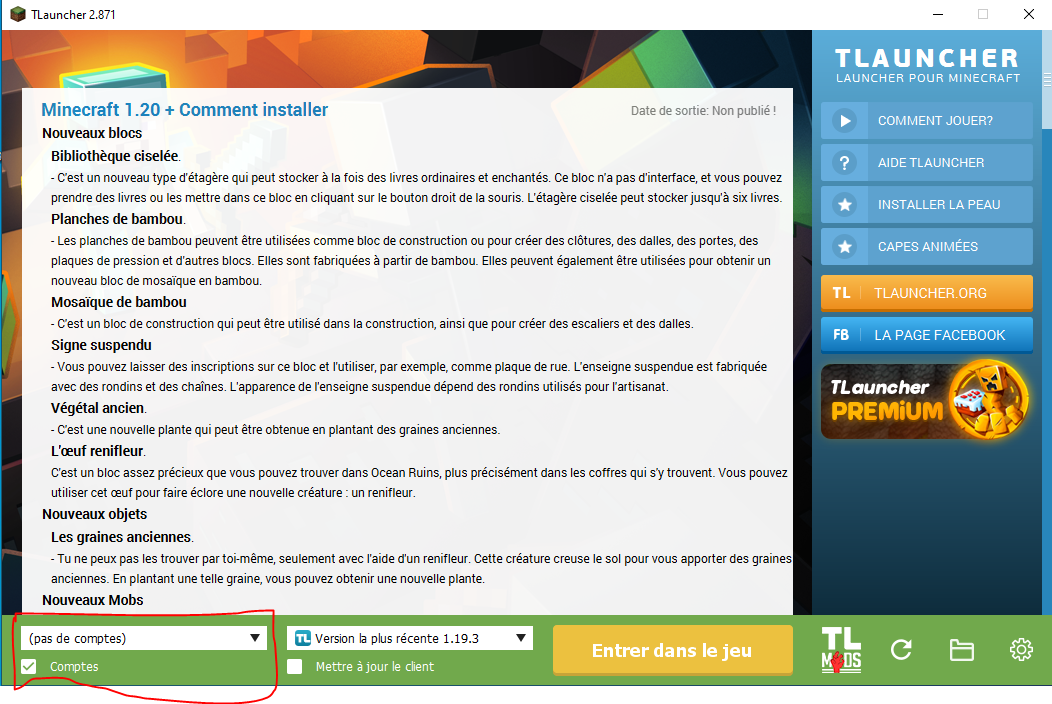 TLauncher 2.871
Minecraft 1.20 + Comment installer
Date de sortie: Non publié !
Nouveaux blocs
Bibliothèque ciselée.
- C'est un nouveau type d'étagère qui peut stocker à la fois des livres ordinaires et enchantés. Ce bloc n'a pas d'interface, et vous pouvez
prendre des livres ou les mettre dans ce bloc en cliquant sur le bouton droit de la souris. L'étagère ciselée peut stocker jusqu'à six livres.
Planches de bambou.
- Les planches de bambou peuvent être utilisées comme bloc de construction ou pour créer des clôtures, des dalles, des portes, des
plaques de pression et d'autres blocs. Elles sont fabriquées à partir de bambou. Elles peuvent également être utilisées pour obtenir un
nouveau bloc de mosaïque en bambou.
Mosaïque de bambou
- C'est un bloc de construction qui peut être utilisé dans la construction, ainsi que pour créer des escaliers et des dalles.
Signe suspendu
- Vous pouvez laisser des inscriptions sur ce bloc et l'utiliser, par exemple, comme plaque de rue. L'enseigne suspendue est fabriquée
avec des rondins et des chaînes. L'apparence de l'enseigne suspendue dépend des rondins utilisés pour l'artisanat.
Végétal ancien.
- C'est une nouvelle plante qui peut être obtenue en plantant des graines anciennes.
L'œuf renifleur.
C'est un bloc assez précieux que vous pouvez trouver dans Ocean Ruins, plus précisément dans les coffres qui s'y trouvent. Vous pouvez
utiliser cet œuf pour faire éclore une nouvelle créature : un renifleur.
Nouveaux objets
Les graines anciennes.
- Tu ne peux pas les trouver par toi-même, seulement avec l'aide d'un renifleur. Cette créature creuse le sol pour vous apporter des graines
anciennes. En plantant une telle graine, vous pouvez obtenir une nouvelle plante.
Nouveaux Mobs
TLAUNCHER
LAUNCHER POUR MINECRAFT
COMMENT JOUER?
? AIDE TLAUNCHER
INSTALLER LA PEAU
CAPES ANIMÉES
TL TLAUNCHER.ORG
FB LA PAGE FACEBOOK
TLauncher
PREMIUM
(pas de comptes)
Comptes
TL Version la plus récente 1.19.3
Mettre à jour le client
Entrer dans le jeu
TL
MODS